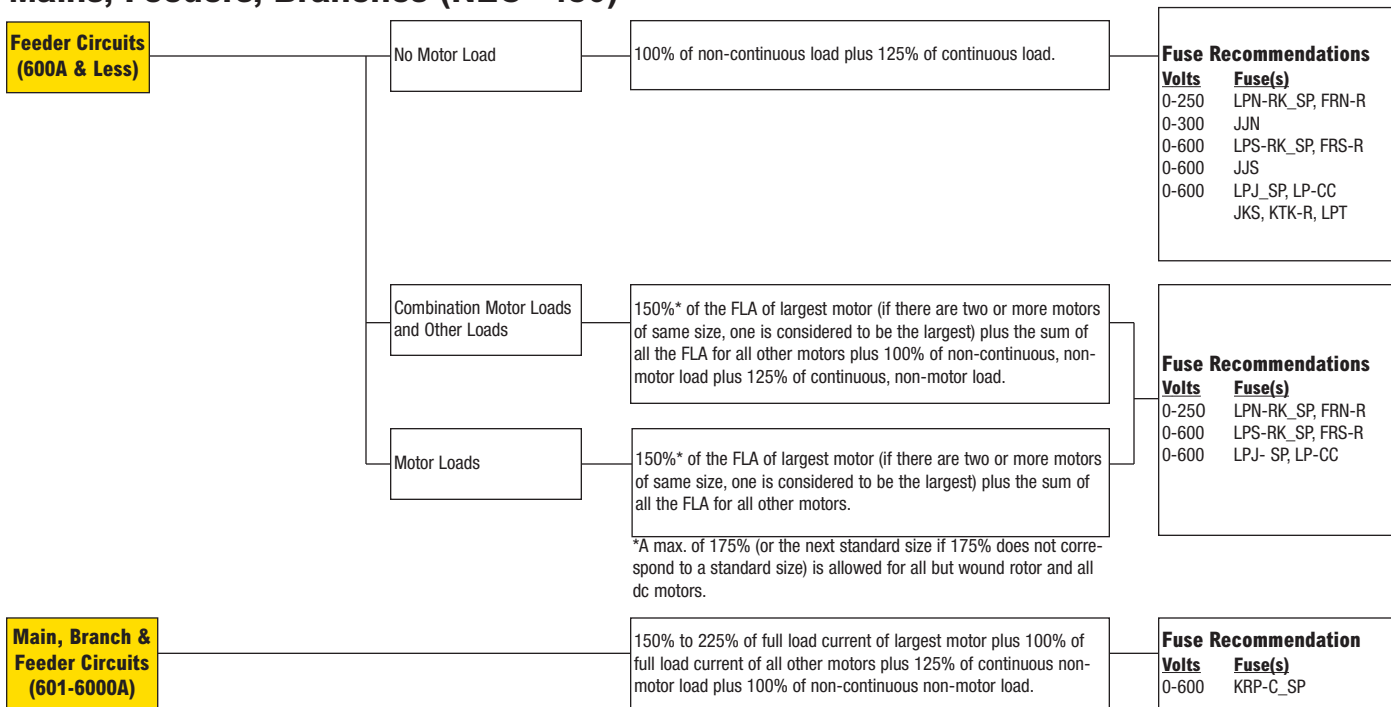 Feeder Circuits
(600A & Less)
No Motor Load
100% of non-continuous load plus 125% of continuous load.
Fuse Recommendations
Volts Fuse(s)
0-250 LPN-RK_SP, FRN-R
0-300 JJN
0-600 LPS-RK_SP, FRS-R
0-600 JJS
0-600 LPJ_SP, LP-CC
JKS, KTK-R, LPT
Combination Motor Loads
and Other Loads
150%* of the FLA of largest motor (if there are two or more motors
of same size, one is considered to be the largest) plus the sum of
all the FLA for all other motors plus 100% of non-continuous, non-
motor load plus 125% of continuous, non-motor load.
Motor Loads
150%* of the FLA of largest motor (if there are two or more motors
of same size, one is considered to be the largest) plus the sum of
all the FLA for all other motors.
*A max. of 175% (or the next standard size if 175% does not corre-
spond to a standard size) is allowed for all but wound rotor and all
dc motors.
Fuse Recommendations
Volts Fuse(s)
0-250 LPN-RK_SP, FRN-R
0-600 LPS-RK_SP, FRS-R
0-600 LPJ- SP, LP-CC
Main, Branch &
Feeder Circuits
(601-6000A)
150% to 225% of full load current of largest motor plus 100% of
full load current of all other motors plus 125% of continuous non-
motor load plus 100% of non-continuous non-motor load.
Fuse Recommendation
Volts Fuse(s)
0-600 KRP-C_SP